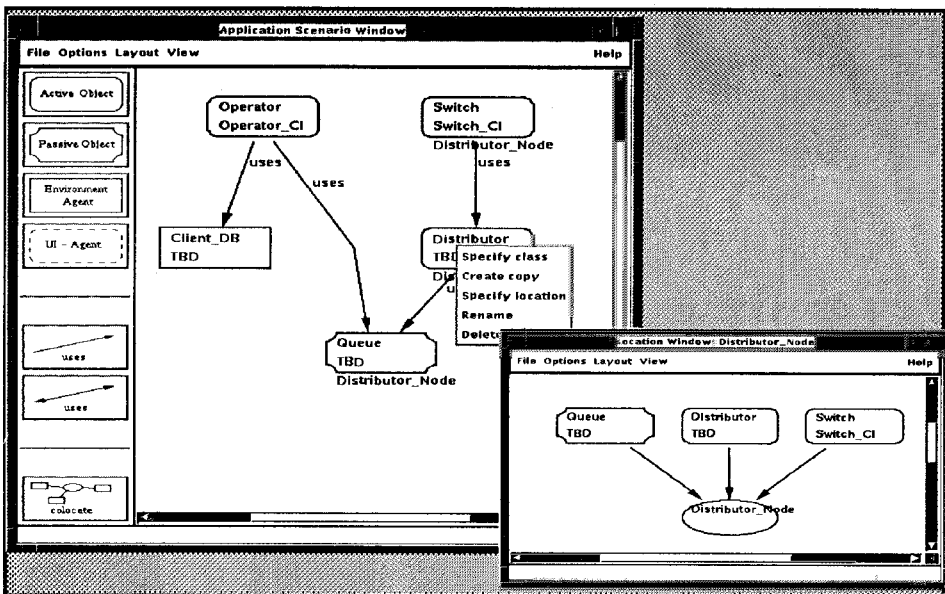 Application Scenario Window
File Options Layout View Help
Active Object
Passive Object
Environment
Agent
UI - Agent
uses
uses
colocate
Operator
Operator_CI
Switch
Switch_CI
Distributor_Node
uses
uses
uses
Client_DB
TBD
Distributor
TBD
Specify class
Create copy
Specify location
Rename
Delete
Queue
TBD
Distributor_Node
Location Window: Distributor_Node
File Options Layout View Help
Queue
TBD
Distributor
TBD
Switch
Switch_CI
Distributor_Node